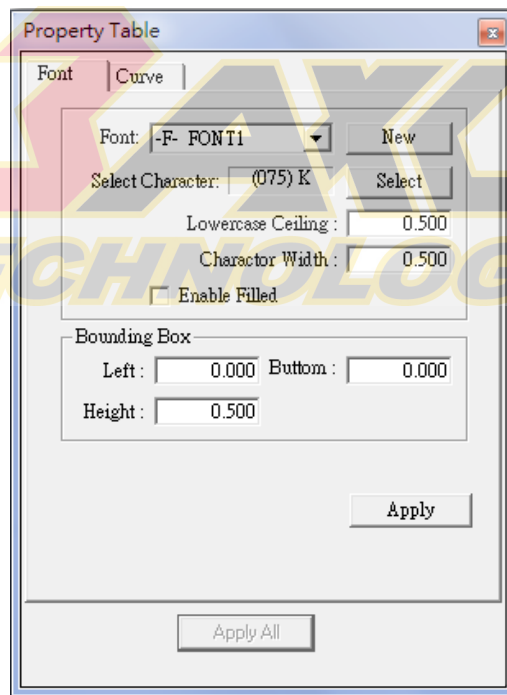 Property Table
Font Curve
Font: -F- FONT1 New
Select Character: (075) K Select
Lowercase Ceiling : 0.500
Charactor Width : 0.500
Enable Filled
Bounding Box
Left : 0.000 Buttom : 0.000
Height : 0.500
Apply
Apply All